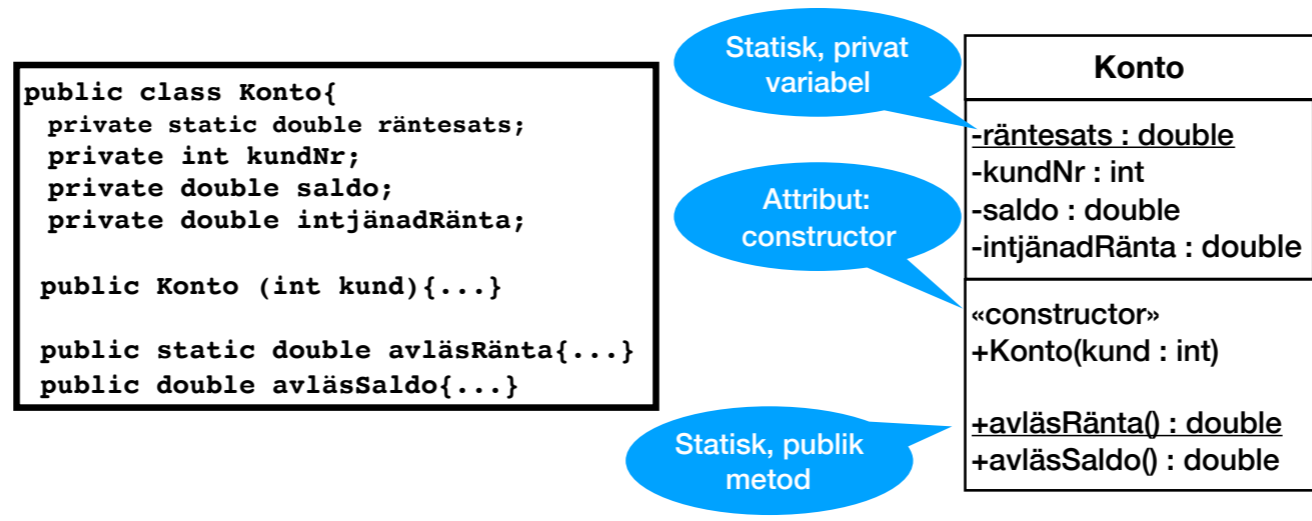 public class Konto{
private static double räntesats;
private int kundNr;
private double saldo;
private double intjänadRänta;
public Konto (int kund){...}
public static double avläsRänta{...}
public double avläsSaldo{...}
Statisk, privat
variabel
Attribut:
constructor
Statisk, publik
metod
Konto
-räntesats : double
-kundNr : int
-saldo : double
-intjänadRänta : double
«constructor»
+Konto(kund : int)
+avläsRänta() : double
+avläsSaldo() : double